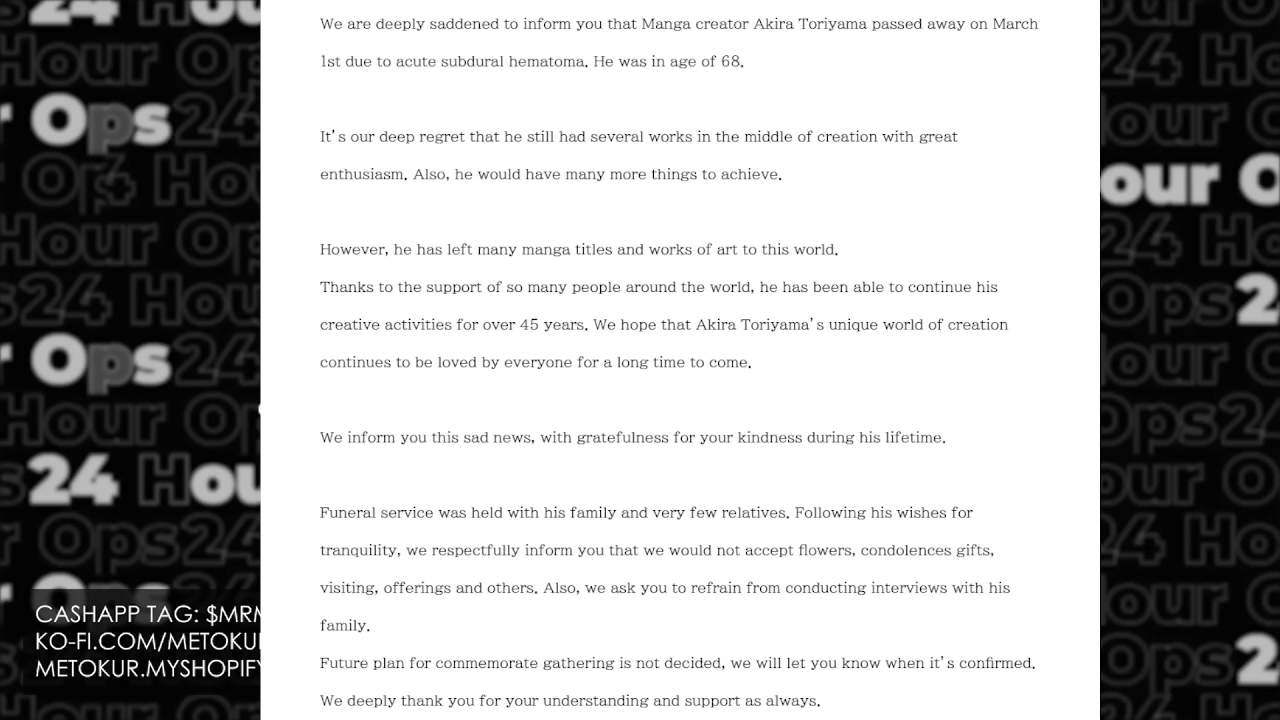 We are deeply saddened to inform you that Manga creator Akira Toriyama passed away on March
1st due to acute subdural hematoma. He was in age of 68.
It's our deep regret that he still had several works in the middle of creation with great
enthusiasm. Also, he would have many more things to achieve.
However, he has left many manga titles and works of art to this world.
Thanks to the support of so many people around the world, he has been able to continue his
creative activities for over 45 years. We hope that Akira Toriyama's unique world of creation
continues to be loved by everyone for a long time to come.
We inform you this sad news, with gratefulness for your kindness during his lifetime.
Funeral service was held with his family and very few relatives. Following his wishes for
tranquility, we respectfully inform you that we would not accept flowers, condolences gifts,
visiting, offerings and others. Also, we ask you to refrain from conducting interviews with his
family.
Future plan for commemorate gathering is not decided, we will let you know when it's confirmed.
We deeply thank you for your understanding and support as always.
CASHAPP TAG: $MRM
KO-FI.COM/METOKUR
METOKUR.MYSHOPIFY
24 Hour Ops